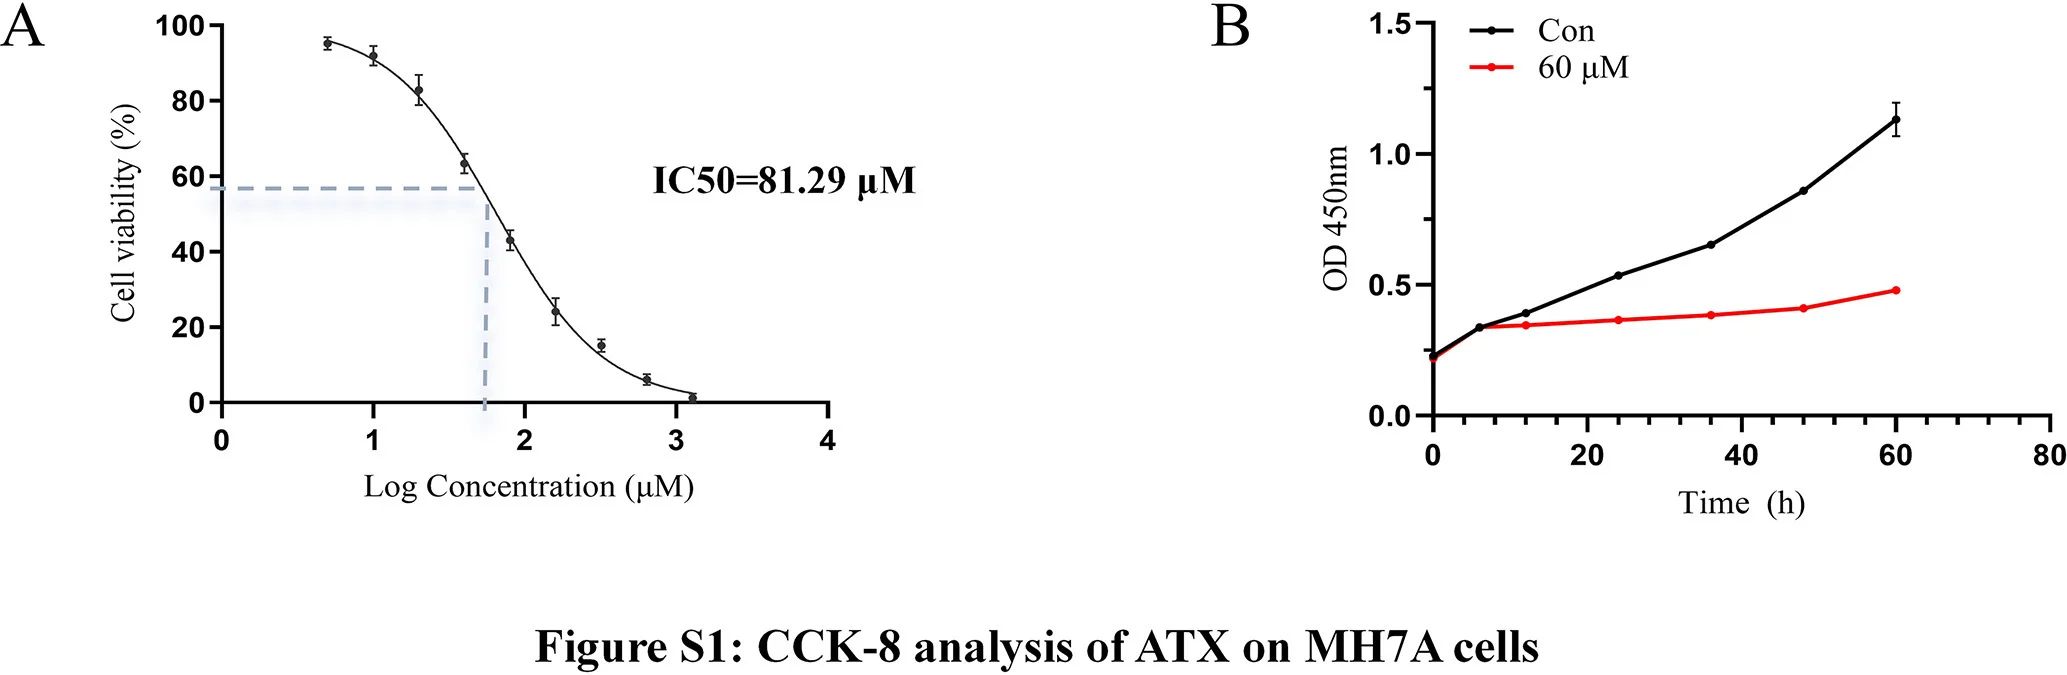 A
100
80
60
40
20
0
Cell viability (%)
IC50=81.29 μM
0 1 2 3 4
Log Concentration (μM)
B
1.5
1.0
0.5
0.0
OD 450nm
Con
60 μM
0 20 40 60 80
Time (h)
Figure S1: CCK-8 analysis of ATX on MH7A cells